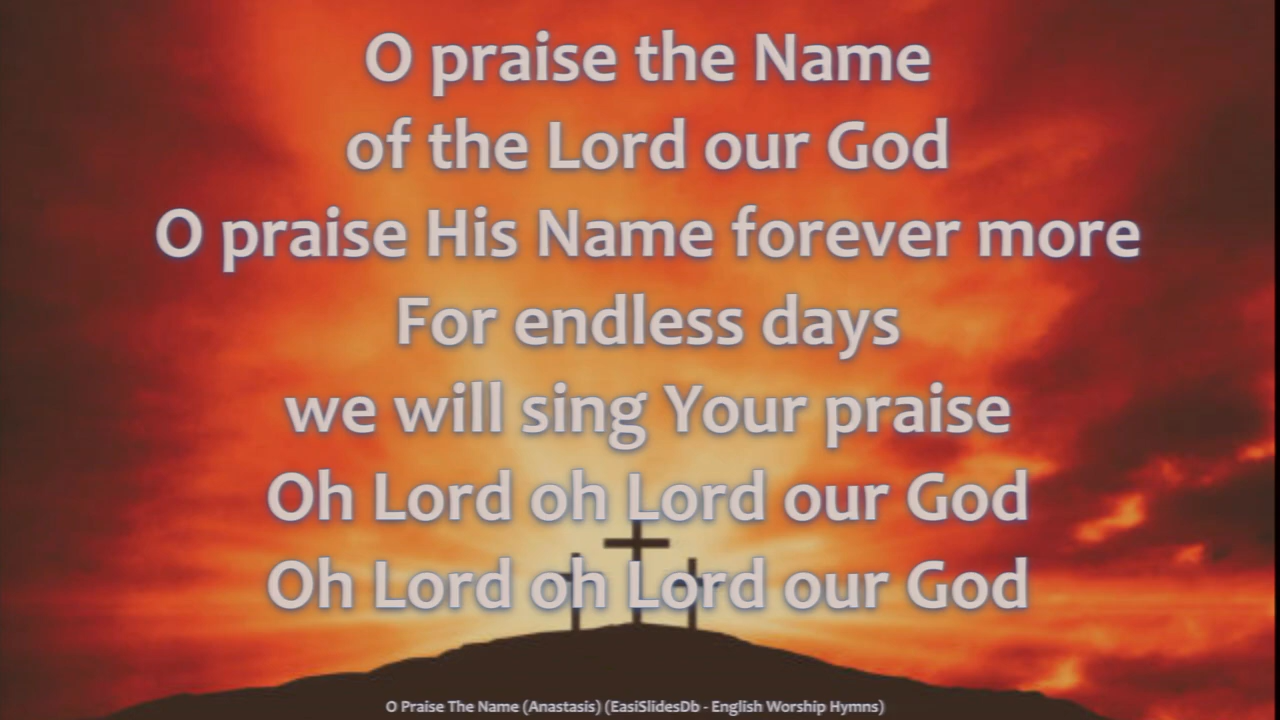 O praise the Name
of the Lord our God
O praise His Name forever more
For endless days
we will sing Your praise
Oh Lord oh Lord our God
Oh Lord oh Lord our God
O Praise The Name (Anastasis) (EasiSlidesDb - English Worship Hymns)